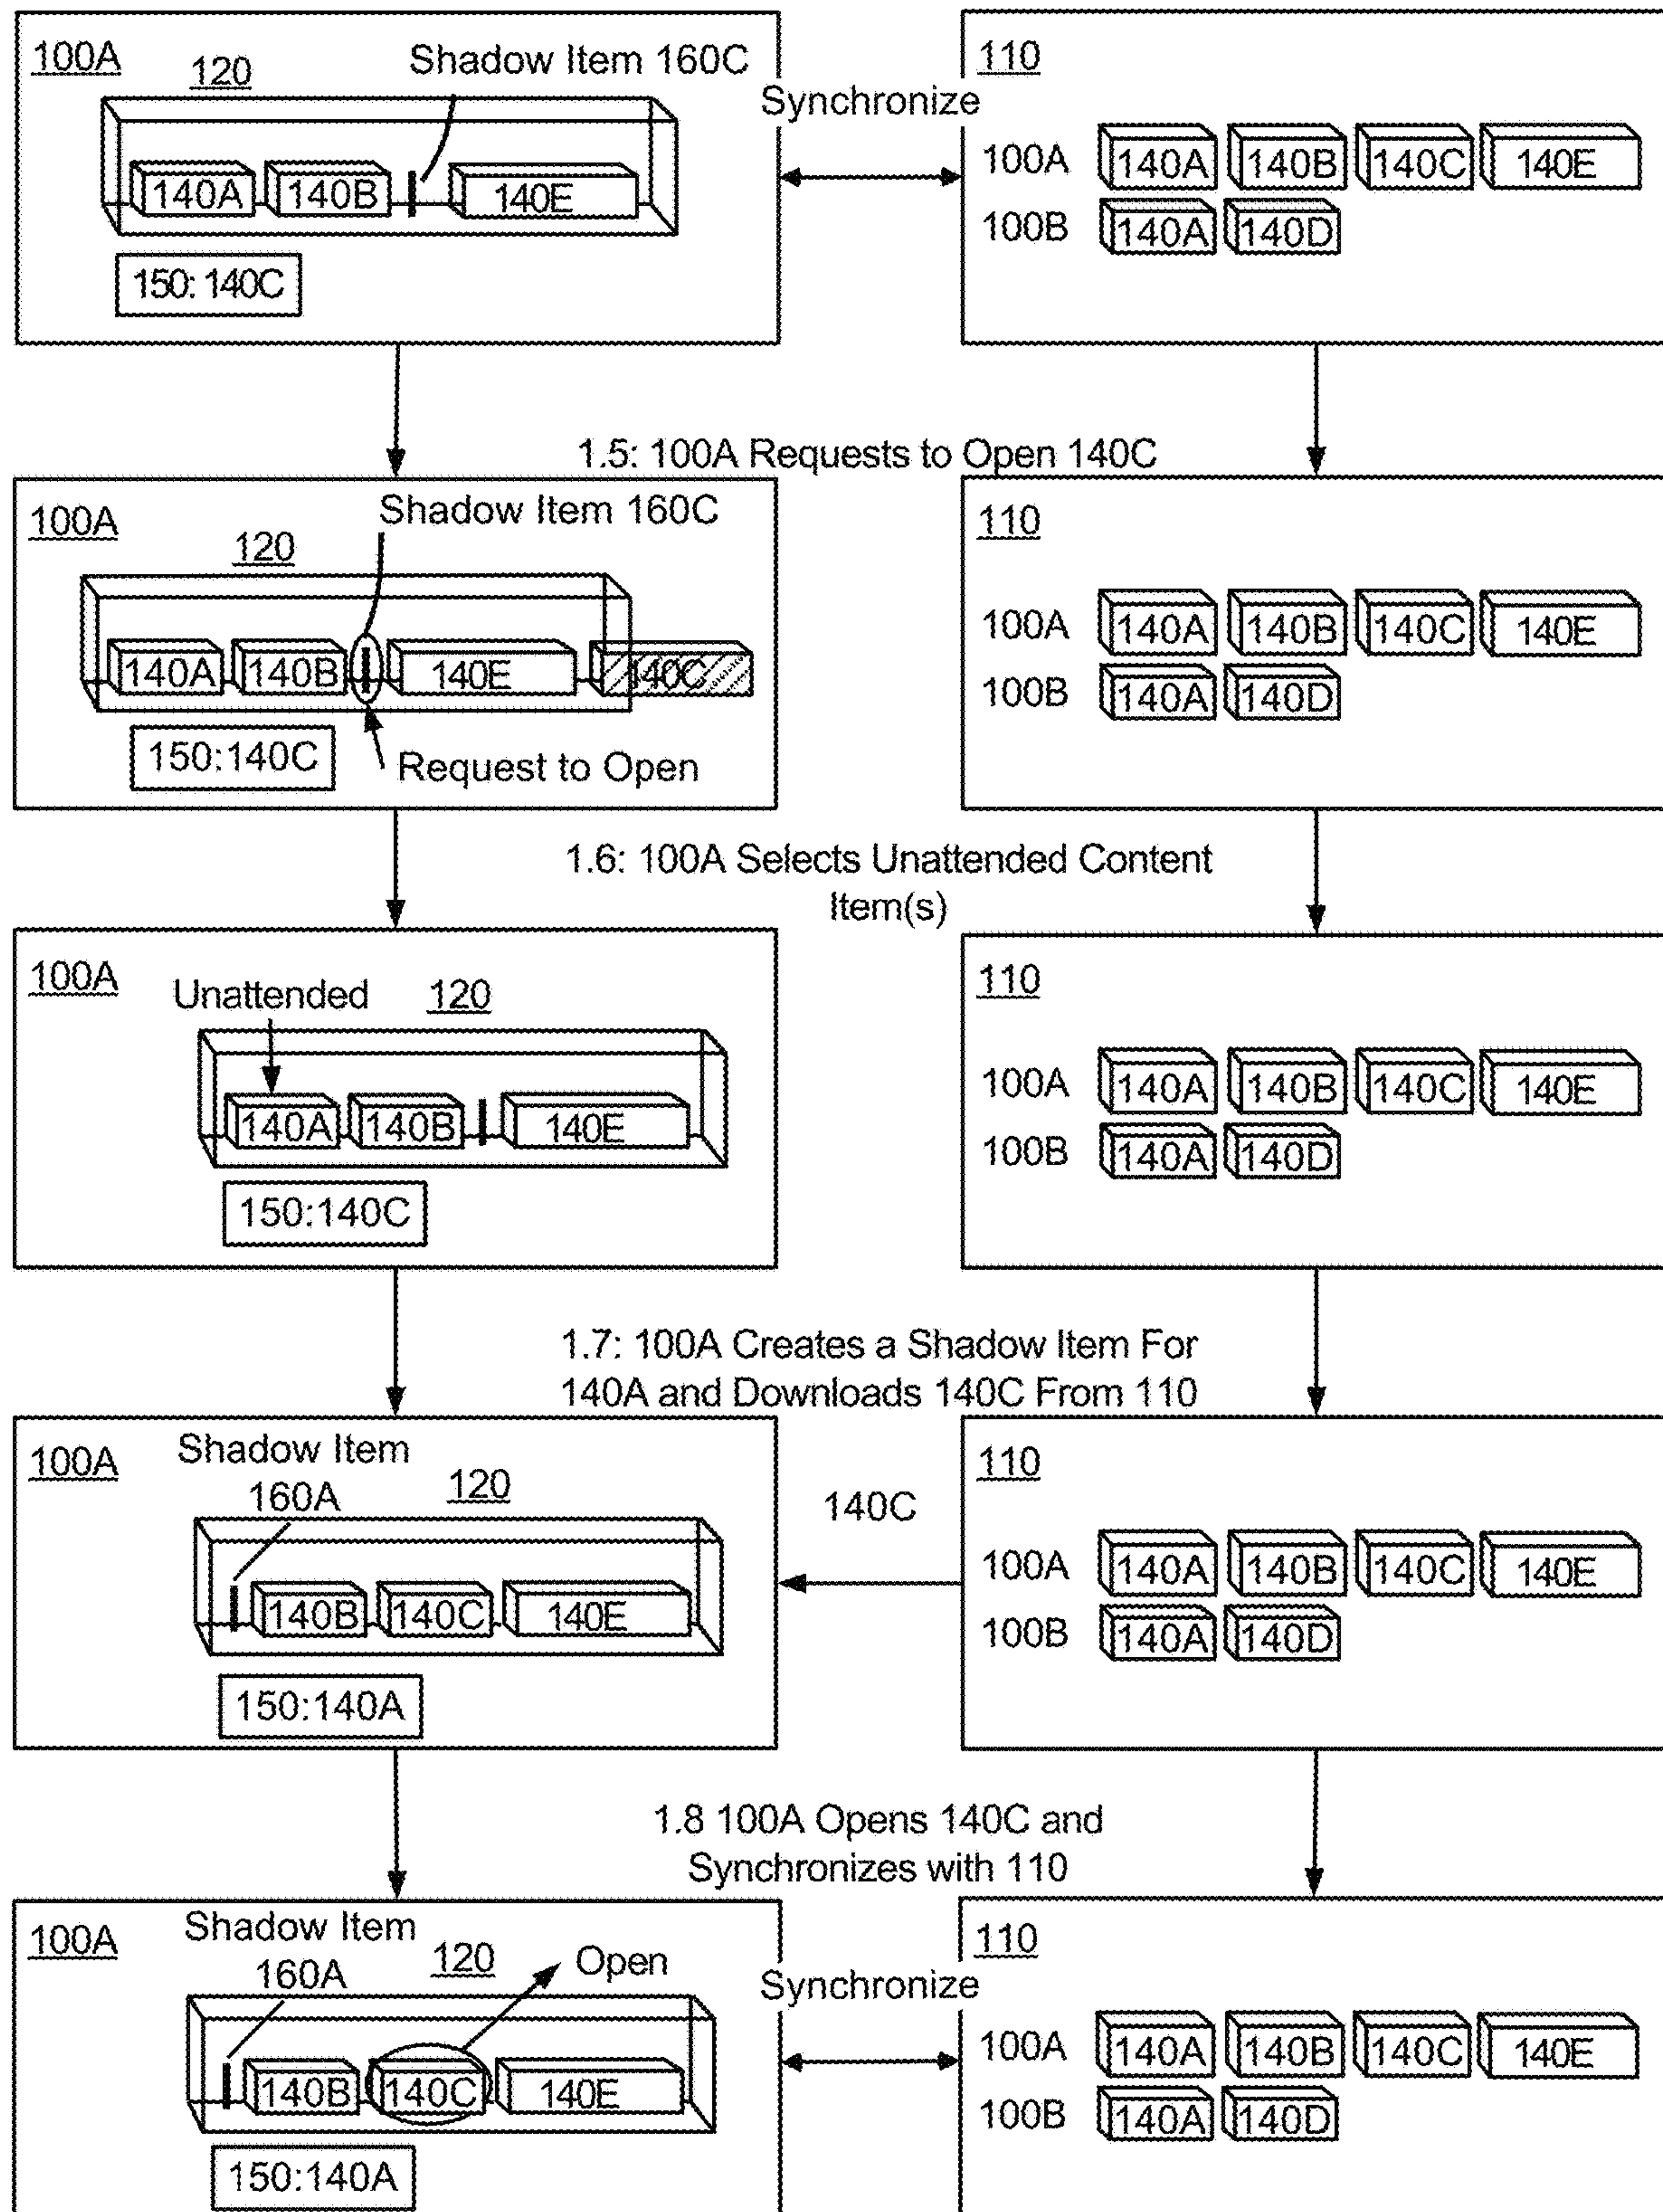 100A
120
Shadow Item 160C
140A
140B
140E
150: 140C
Synchronize
110
100A
140A
140B
140C
140E
100B
140A
140D
1.5: 100A Requests to Open 140C
100A
120
Shadow Item 160C
140A
140B
140E
140C
150:140C
Request to Open
110
100A
140A
140B
140C
140E
100B
140A
140D
1.6: 100A Selects Unattended Content
Item(s)
100A
Unattended
120
140A
140B
140E
150:140C
110
100A
140A
140B
140C
140E
100B
140A
140D
1.7: 100A Creates a Shadow Item For
140A and Downloads 140C From 110
100A
Shadow Item
160A
120
140B
140C
140E
150:140A
140C
110
100A
140A
140B
140C
140E
100B
140A
140D
1.8 100A Opens 140C and
Synchronizes with 110
100A
Shadow Item
160A
120
Open
140B
140C
140E
150:140A
Synchronize
110
100A
140A
140B
140C
140E
100B
140A
140D